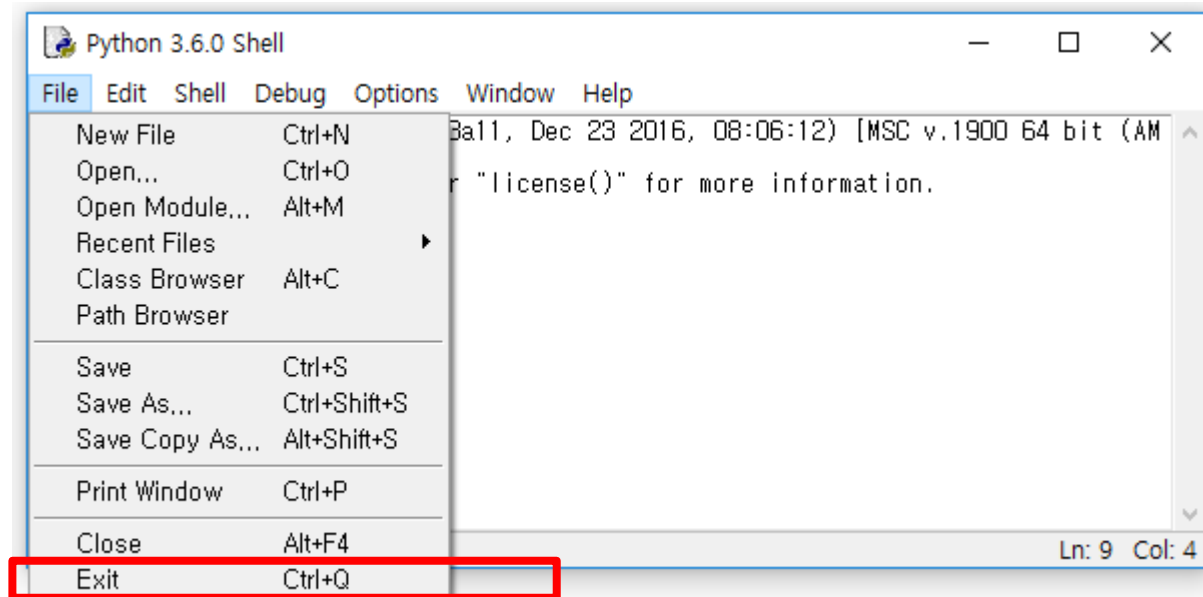 Python 3.6.0 Shell
File Edit Shell Debug Options Window Help
New File Ctrl+N
Open... Ctrl+O
Open Module... Alt+M
Recent Files
Class Browser Alt+C
Path Browser
Save Ctrl+S
Save As... Ctrl+Shift+S
Save Copy As... Alt+Shift+S
Print Window Ctrl+P
Close Alt+F4
Exit Ctrl+Q
Dec 23 2016, 08:06:12) [MSC v.1900 64 bit (AM
"license()" for more information.
Ln: 9 Col: 4